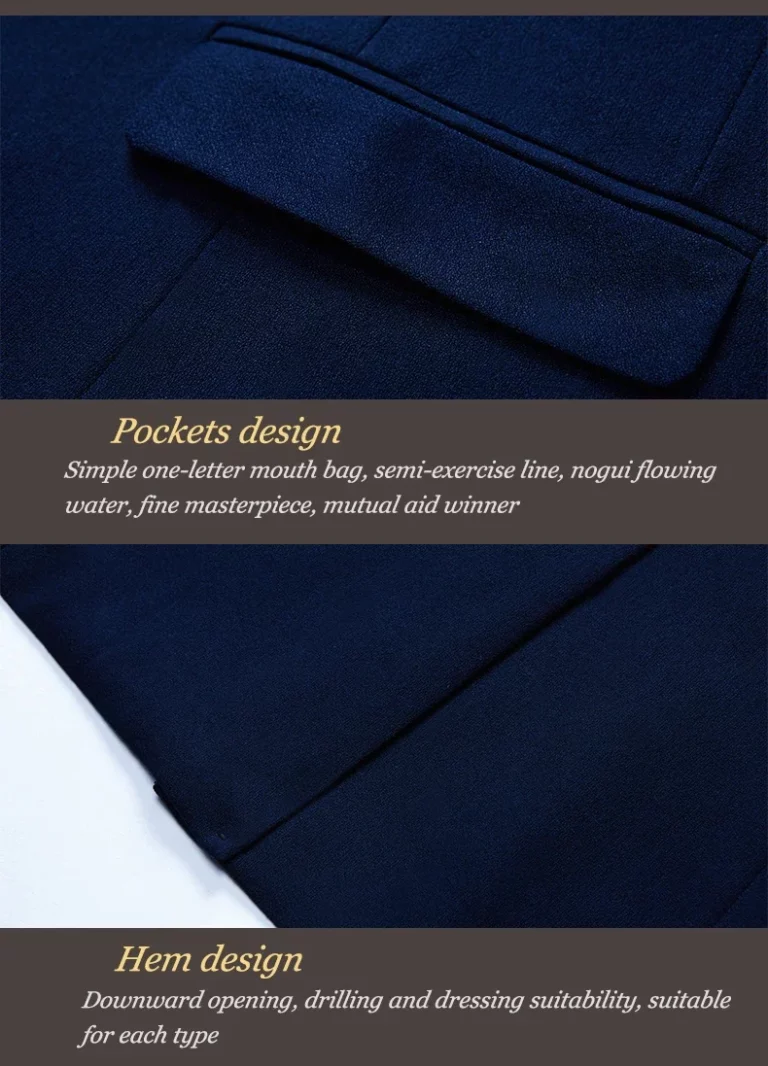 Pockets design
Simple one-letter mouth bag, semi-exercise line, nogui flowing
water, fine masterpiece, mutual aid winner
Hem design
Downward opening, drilling and dressing suitability, suitable
for each type